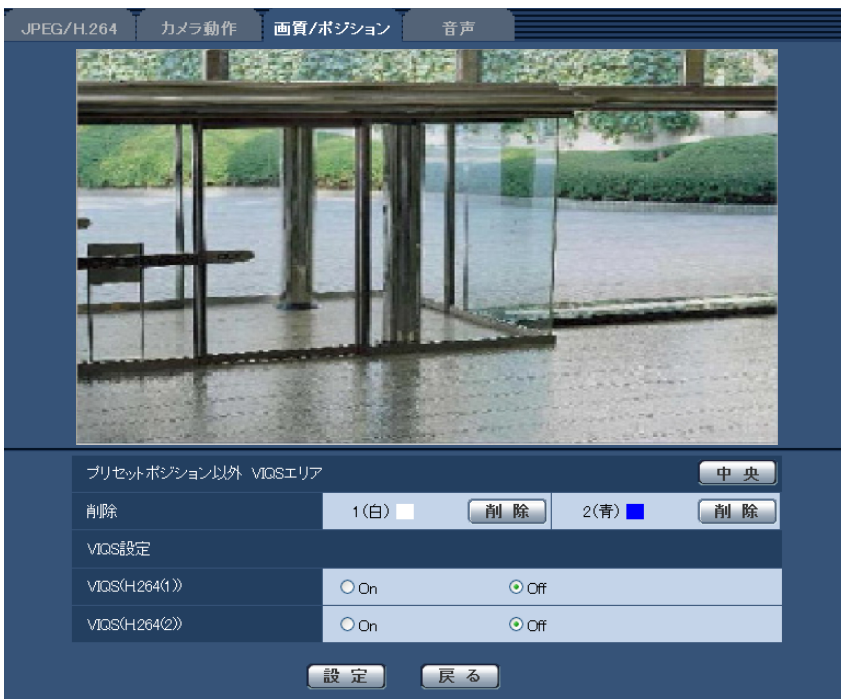 JPEG/H.264 カメラ動作 画質/ポジション 音声
プリセットポジション以外 VIQSエリア 中 央
削除 1(白) 削 除 2(青) 削 除
VIQS設定
VIQS(H.264(1)) On Off
VIQS(H.264(2)) On Off
設 定 戻 る